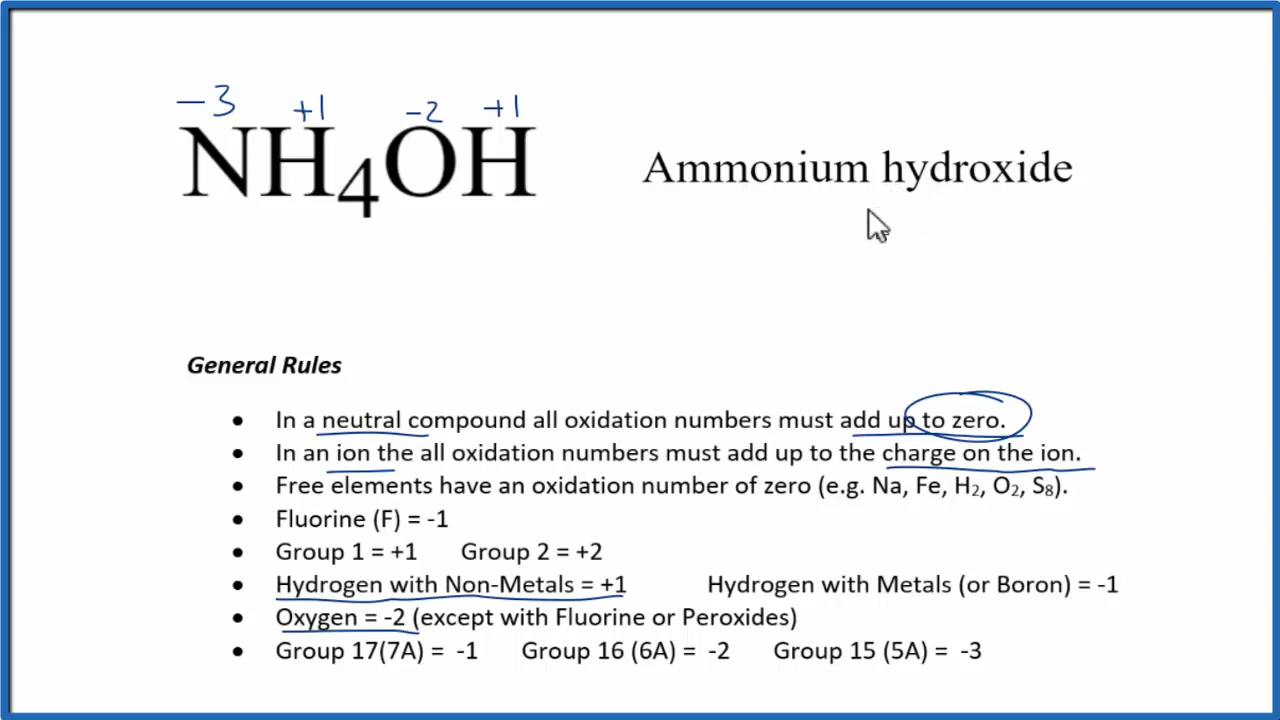 -3 +1 -2 +1
NH₄OH
Ammonium hydroxide
General Rules
• In a neutral compound all oxidation numbers must add up to zero.
• In an ion the all oxidation numbers must add up to the charge on the ion.
• Free elements have an oxidation number of zero (e.g. Na, Fe, H₂, O₂, S₈).
• Fluorine (F) = -1
• Group 1 = +1 Group 2 = +2
• Hydrogen with Non-Metals = +1 Hydrogen with Metals (or Boron) = -1
• Oxygen = -2 (except with Fluorine or Peroxides)
• Group 17(7A) = -1 Group 16 (6A) = -2 Group 15 (5A) = -3